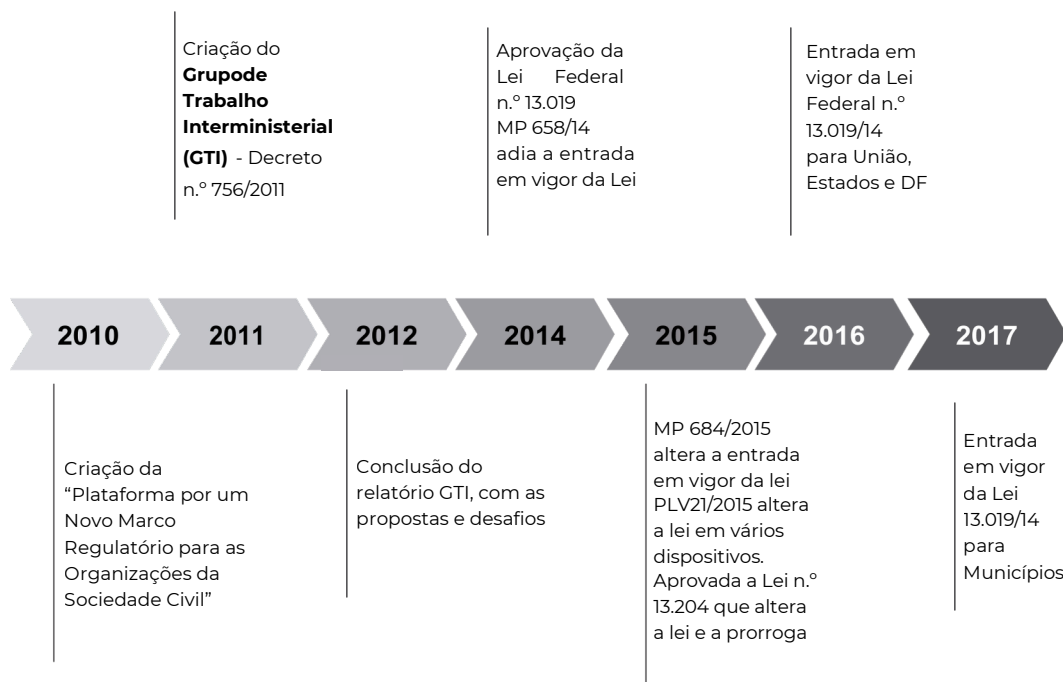 Criação do
Grupode
Trabalho
Interministerial
(GTI) - Decreto
n.º 756/2011
Aprovação da
Lei Federal
n.º 13.019
MP 658/14
adia a entrada
em vigor da Lei
Entrada em
vigor da Lei
Federal n.º
13.019/14
para União,
Estados e DF
2010
2011
2012
2014
2015
2016
2017
Criação da
“Plataforma por um
Novo Marco
Regulatório para as
Organizações da
Sociedade Civil”
Conclusão do
relatório GTI, com as
propostas e desafios
MP 684/2015
altera a entrada
em vigor da lei
PLV21/2015 altera
a lei em vários
dispositivos.
Aprovada a Lei n.º
13.204 que altera
a lei e a prorroga
Entrada
em vigor
da Lei
13.019/14
para
Municípios